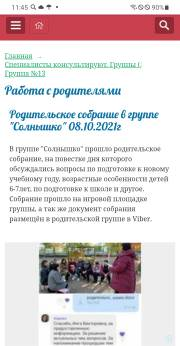 11:45
90%
Главная →
Специалисты консультируют. Группы (
Группа №13
Работа с родителями
Родительское собрание в группе
"Солнышко" 08.10.2021г
В группе "Солнышко" прошло родительское
собрание, на повестке дня которого
обсуждались вопросы по подготовке к новому
учебному году, возрастные особенности детей
6-7лет, по подготовке к школе и другое.
Собрание прошло на игровой площадке
группы, а так же документ собрания
размещён в родительской группе в Viber.